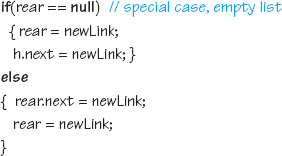 if(rear == null) // special case, empty list
{ rear = newLink;
h.next = newLink; }
else
{ rear.next = newLink;
rear = newLink;
}